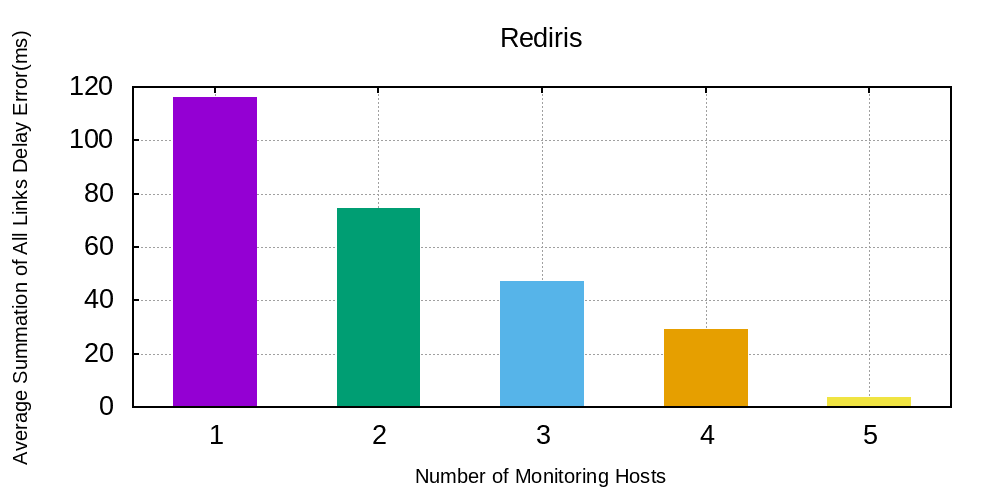 Rediris
Average Summation of All Links Delay Error(ms)
120
100
80
60
40
20
0
1 2 3 4 5
Number of Monitoring Hosts